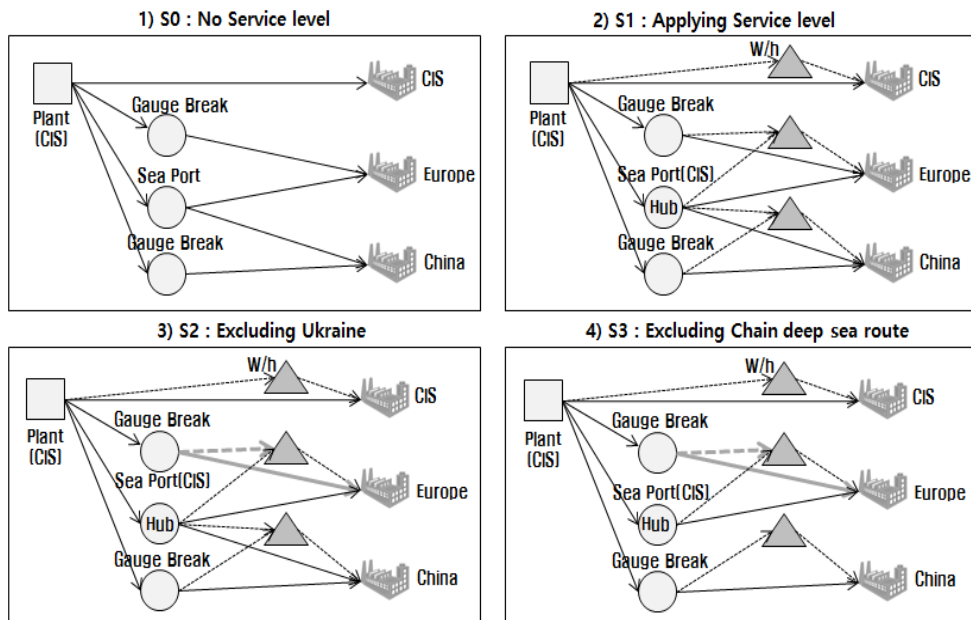 1) S0 : No Service level
Plant
(CIS)
Gauge Break
Sea Port
Gauge Break
CIS
Europe
China
2) S1 : Applying Service level
W/h
Plant
(CIS)
Gauge Break
Sea Port(CIS)
Hub
Gauge Break
CIS
Europe
China
3) S2 : Excluding Ukraine
W/h
Plant
(CIS)
Gauge Break
Sea Port(CIS)
Hub
Gauge Break
CIS
Europe
China
4) S3 : Excluding Chain deep sea route
W/h
Plant
(CIS)
Gauge Break
Sea Port(CIS)
Hub
Gauge Break
CIS
Europe
China